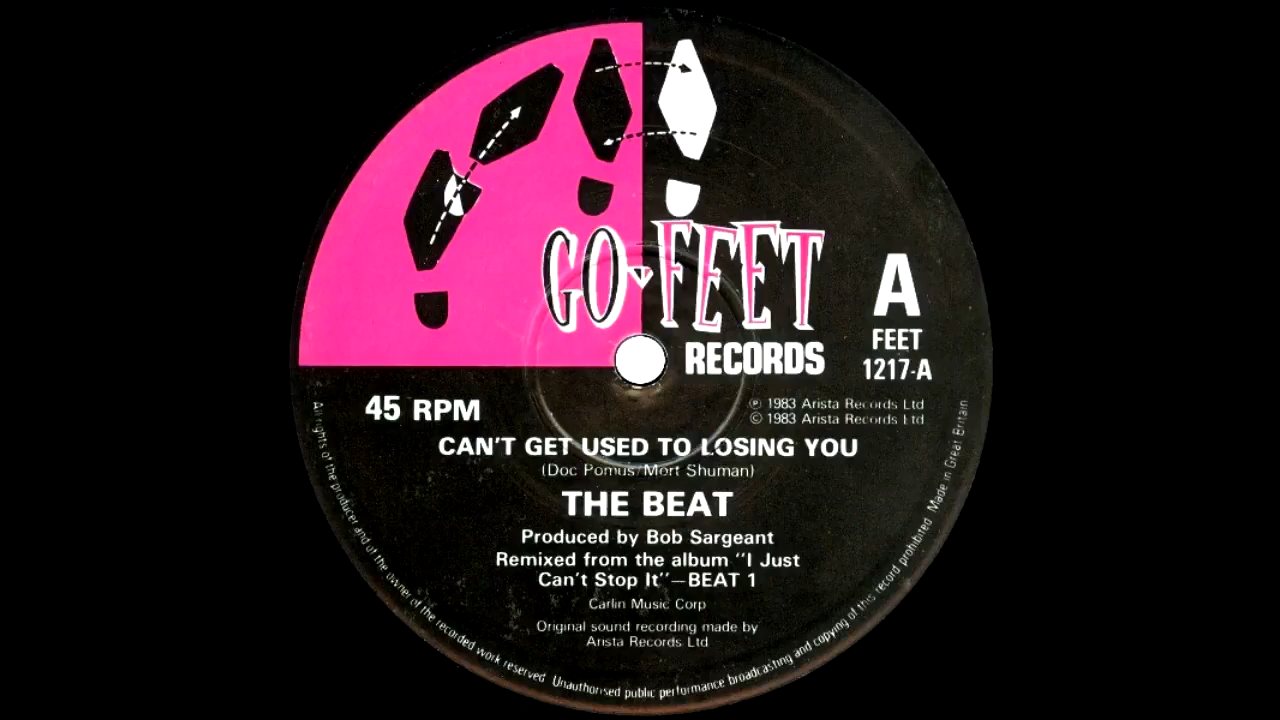 GO FEET
RECORDS
A
FEET
1217-A
45 RPM
℗ 1983 Arista Records Ltd
© 1983 Arista Records Ltd
CAN'T GET USED TO LOSING YOU
(Doc Pomus/Mort Shuman)
THE BEAT
Produced by Bob Sargeant
Remixed from the album "I Just
Can't Stop It"—BEAT 1
Carlin Music Corp
Original sound recording made by
Arista Records Ltd
All rights of the producer and of the owner of the recorded work reserved. Unauthorised public performance broadcasting and copying of this record prohibited. Made in Great Britain